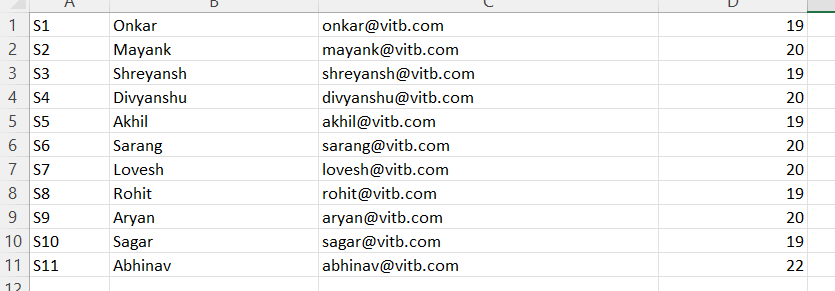 A B C D
1 S1 Onkar onkar@vitb.com 19
2 S2 Mayank mayank@vitb.com 20
3 S3 Shreyansh shreyansh@vitb.com 19
4 S4 Divyanshu divyanshu@vitb.com 20
5 S5 Akhil akhil@vitb.com 19
6 S6 Sarang sarang@vitb.com 20
7 S7 Lovesh lovesh@vitb.com 20
8 S8 Rohit rohit@vitb.com 19
9 S9 Aryan aryan@vitb.com 20
10 S10 Sagar sagar@vitb.com 19
11 S11 Abhinav abhinav@vitb.com 22
12